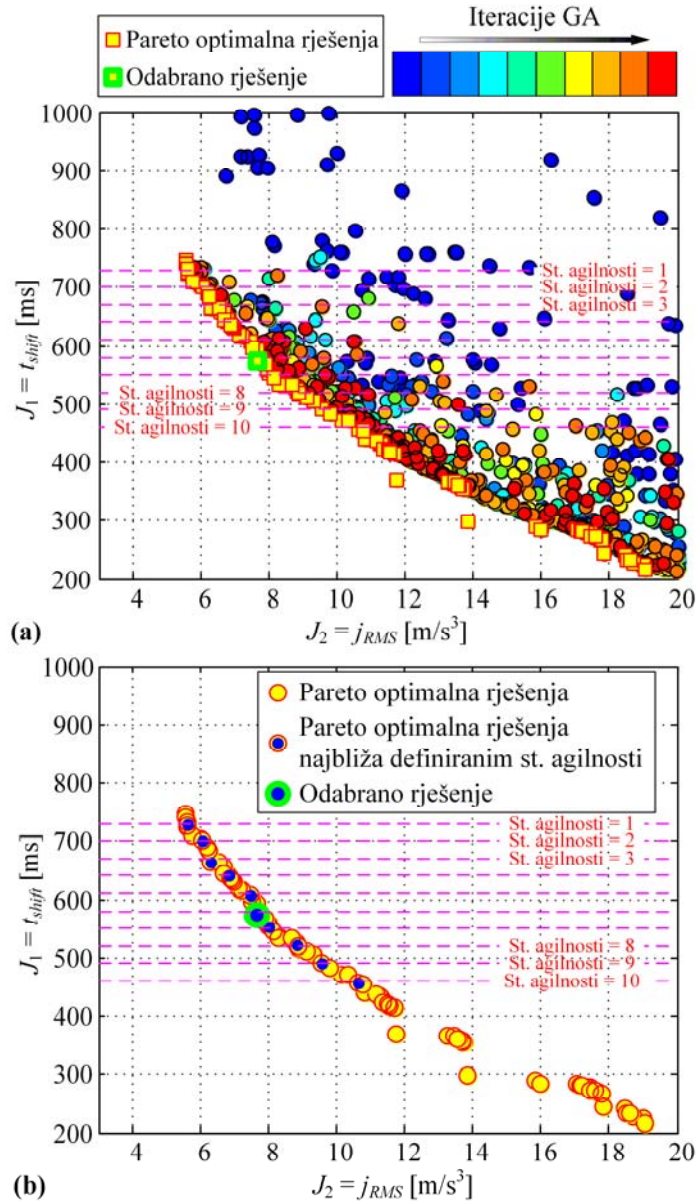 Iteracije GA
Pareto optimalna rješenja
Odabrano rješenje
1000
900
800
700
600
500
400
300
200
J1 = tshift [ms]
St. agilnosti = 1
St. agilnosti = 2
St. agilnosti = 3
St. agilnosti = 8
St. agilnosti = 9
St. agilnosti = 10
4 6 8 10 12 14 16 18 20
(a)
J2 = jRMS [m/s³]
1000
900
800
700
600
500
400
300
200
J1 = tshift [ms]
Pareto optimalna rješenja
Pareto optimalna rješenja
najbliža definiranim st. agilnosti
Odabrano rješenje
St. agilnosti = 1
St. agilnosti = 2
St. agilnosti = 3
St. agilnosti = 8
St. agilnosti = 9
St. agilnosti = 10
4 6 8 10 12 14 16 18 20
(b)
J2 = jRMS [m/s³]